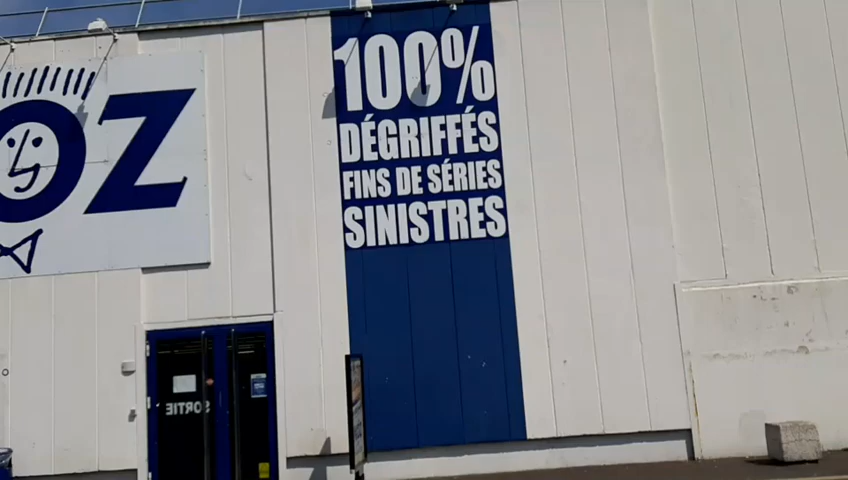 OZ
100%
DÉGRIFFÉS
FINS DE SÉRIES
SINISTRES
SORTIE